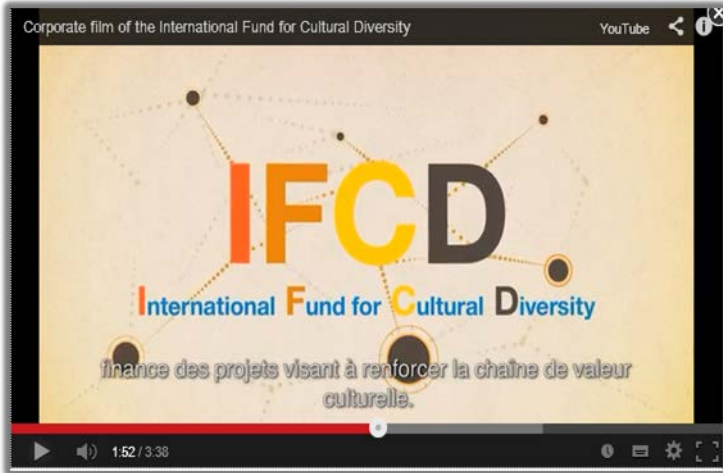 Corporate film of the International Fund for Cultural Diversity YouTube
IFCD
International Fund for Cultural Diversity
finance des projets visant à renforcer la chaîne de valeur
culturelle.
1:52 / 3:38